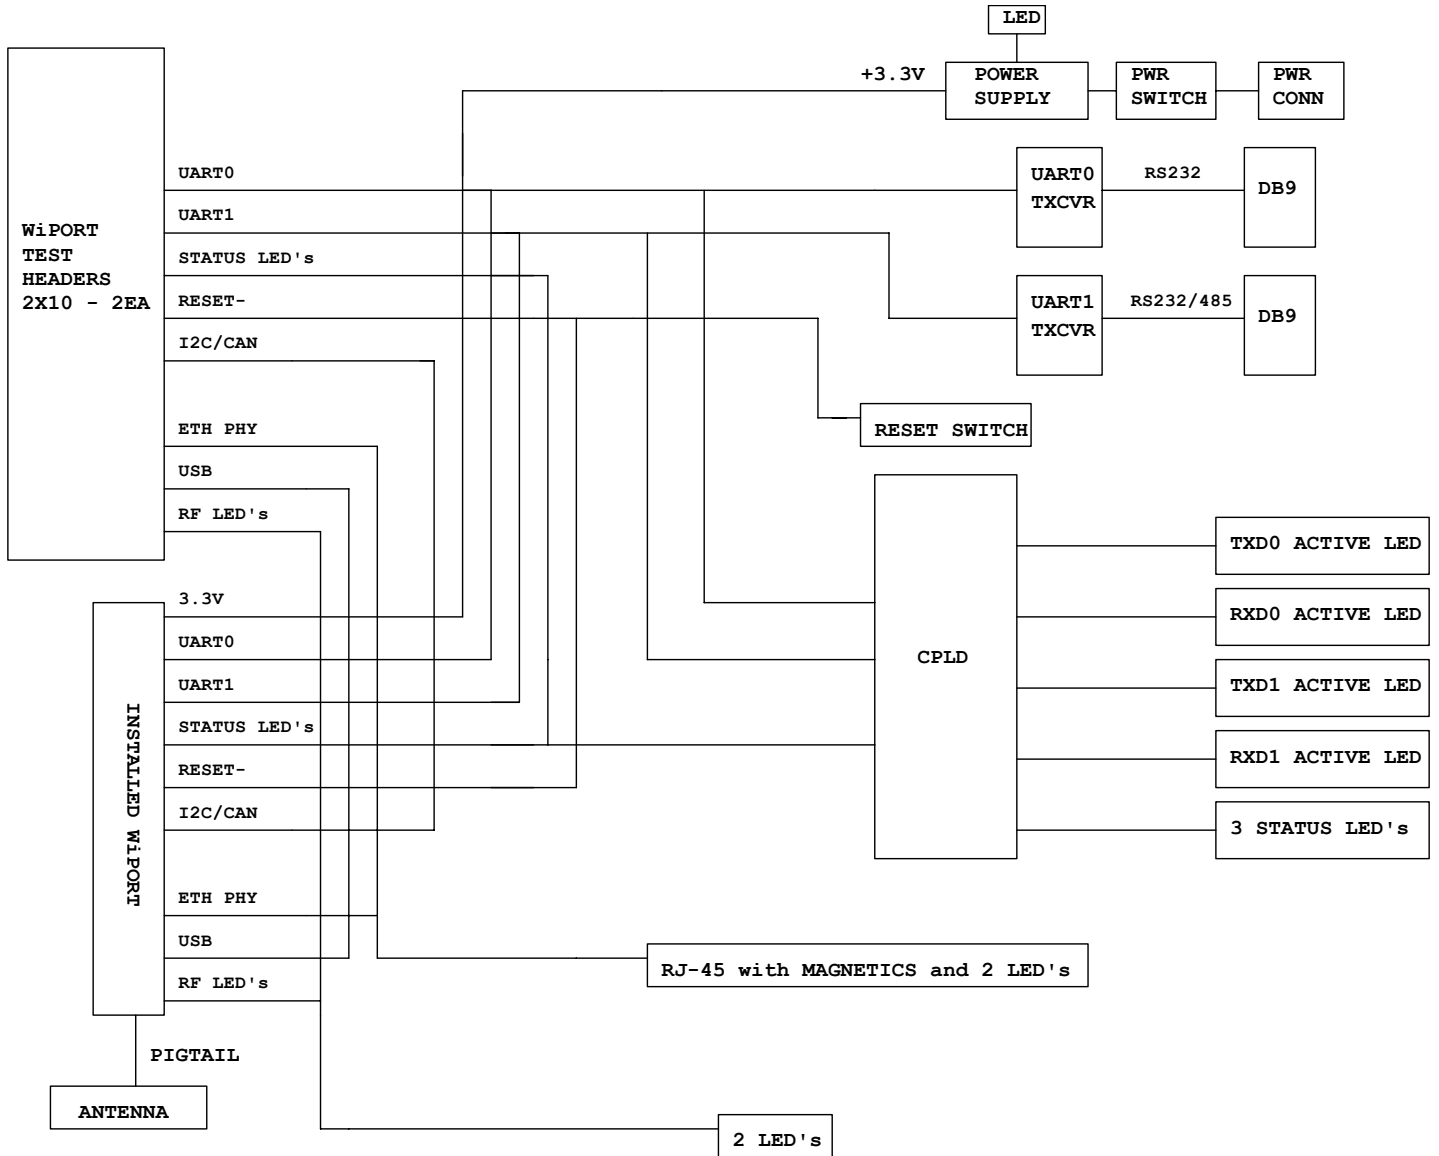 LED
+3.3V
POWER
SUPPLY
PWR
SWITCH
PWR
CONN
UART0
UART1
STATUS LED's
RESET-
I2C/CAN
ETH PHY
USB
RF LED's
WiPORT
TEST
HEADERS
2X10 - 2EA
UART0
TXCVR
RS232
DB9
UART1
TXCVR
RS232/485
DB9
RESET SWITCH
3.3V
UART0
UART1
STATUS LED's
RESET-
I2C/CAN
ETH PHY
USB
RF LED's
INSTALLED WiPORT
CPLD
TXD0 ACTIVE LED
RXD0 ACTIVE LED
TXD1 ACTIVE LED
RXD1 ACTIVE LED
3 STATUS LED's
RJ-45 with MAGNETICS and 2 LED's
PIGTAIL
ANTENNA
2 LED's